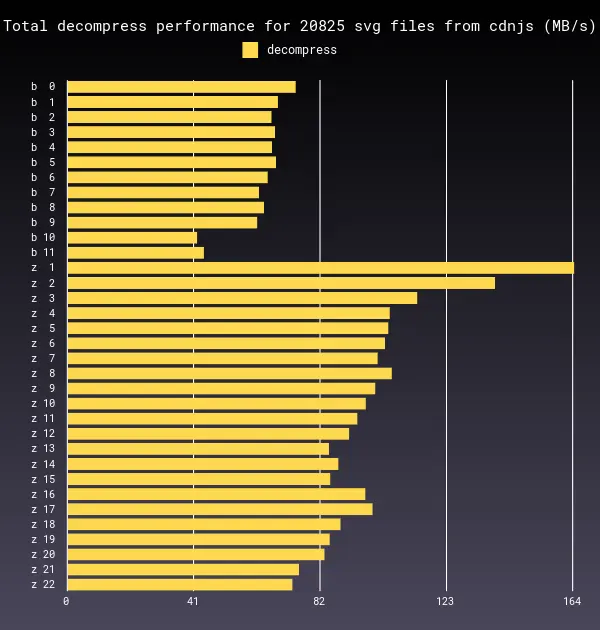 Total decompress performance for 20825 svg files from cdnjs (MB/s)
decompress
b 0
b 1
b 2
b 3
b 4
b 5
b 6
b 7
b 8
b 9
b 10
b 11
z 1
z 2
z 3
z 4
z 5
z 6
z 7
z 8
z 9
z 10
z 11
z 12
z 13
z 14
z 15
z 16
z 17
z 18
z 19
z 20
z 21
z 22
0 41 82 123 164